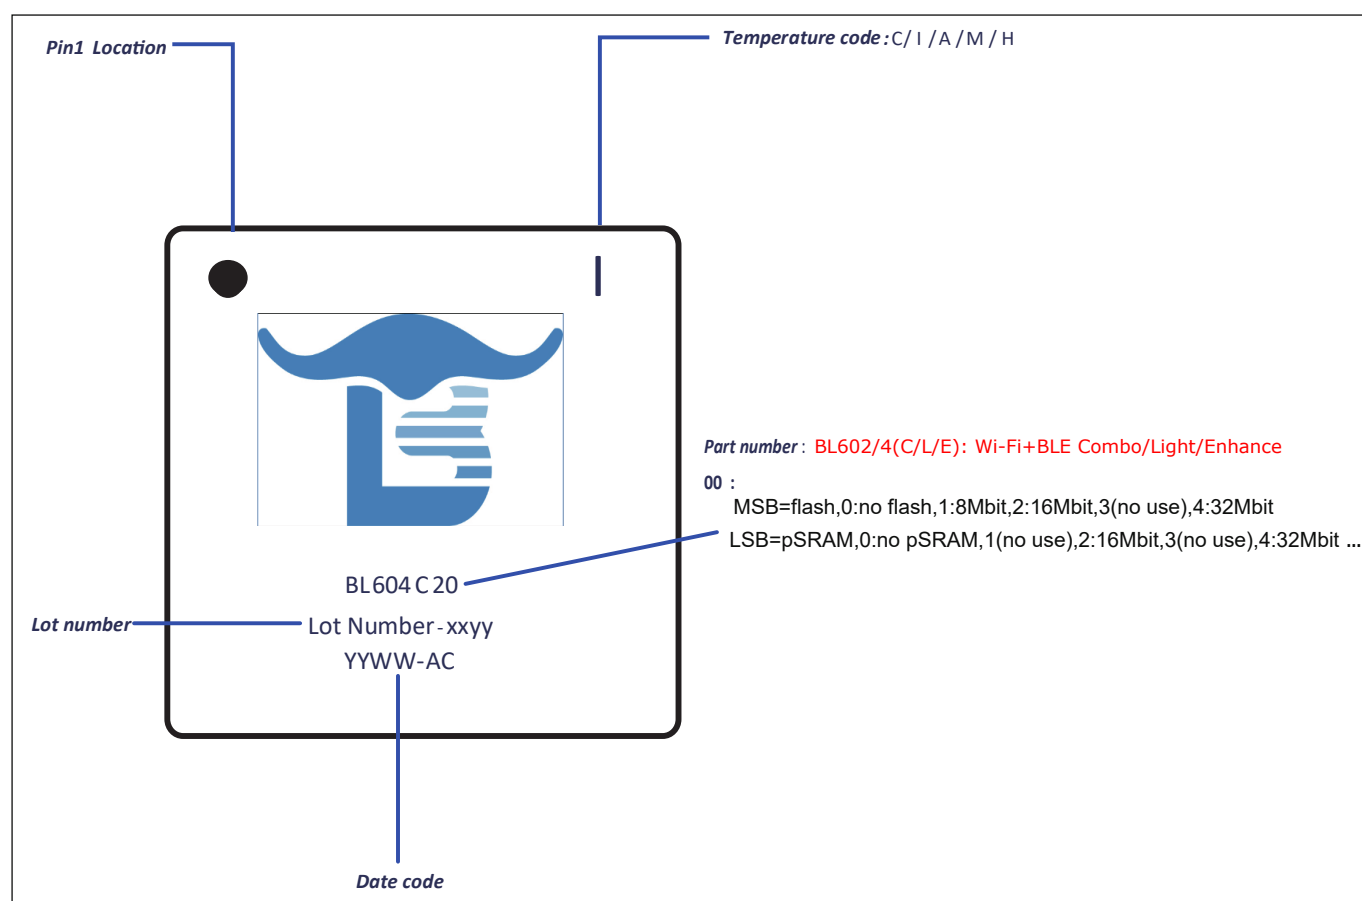 Pin1 Location
Temperature code : C/ I / A / M / H
I
Part number : BL602/4(C/L/E): Wi-Fi+BLE Combo/Light/Enhance
00 :
MSB=flash,0:no flash,1:8Mbit,2:16Mbit,3(no use),4:32Mbit
LSB=pSRAM,0:no pSRAM,1(no use),2:16Mbit,3(no use),4:32Mbit ...
BL604 C 20
Lot number
Lot Number-xxyy
YYWW-AC
Date code